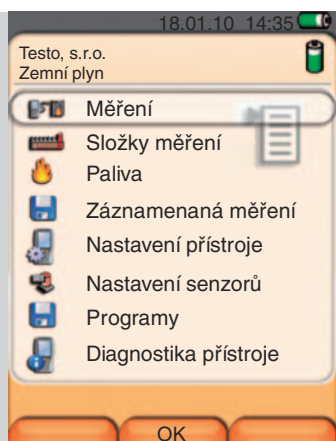 18.01.10 14:35
Testo, s.r.o.
Zemní plyn
Měření
Složky měření
Paliva
Záznamenaná měření
Nastavení přístroje
Nastavení senzorů
Programy
Diagnostika přístroje
OK